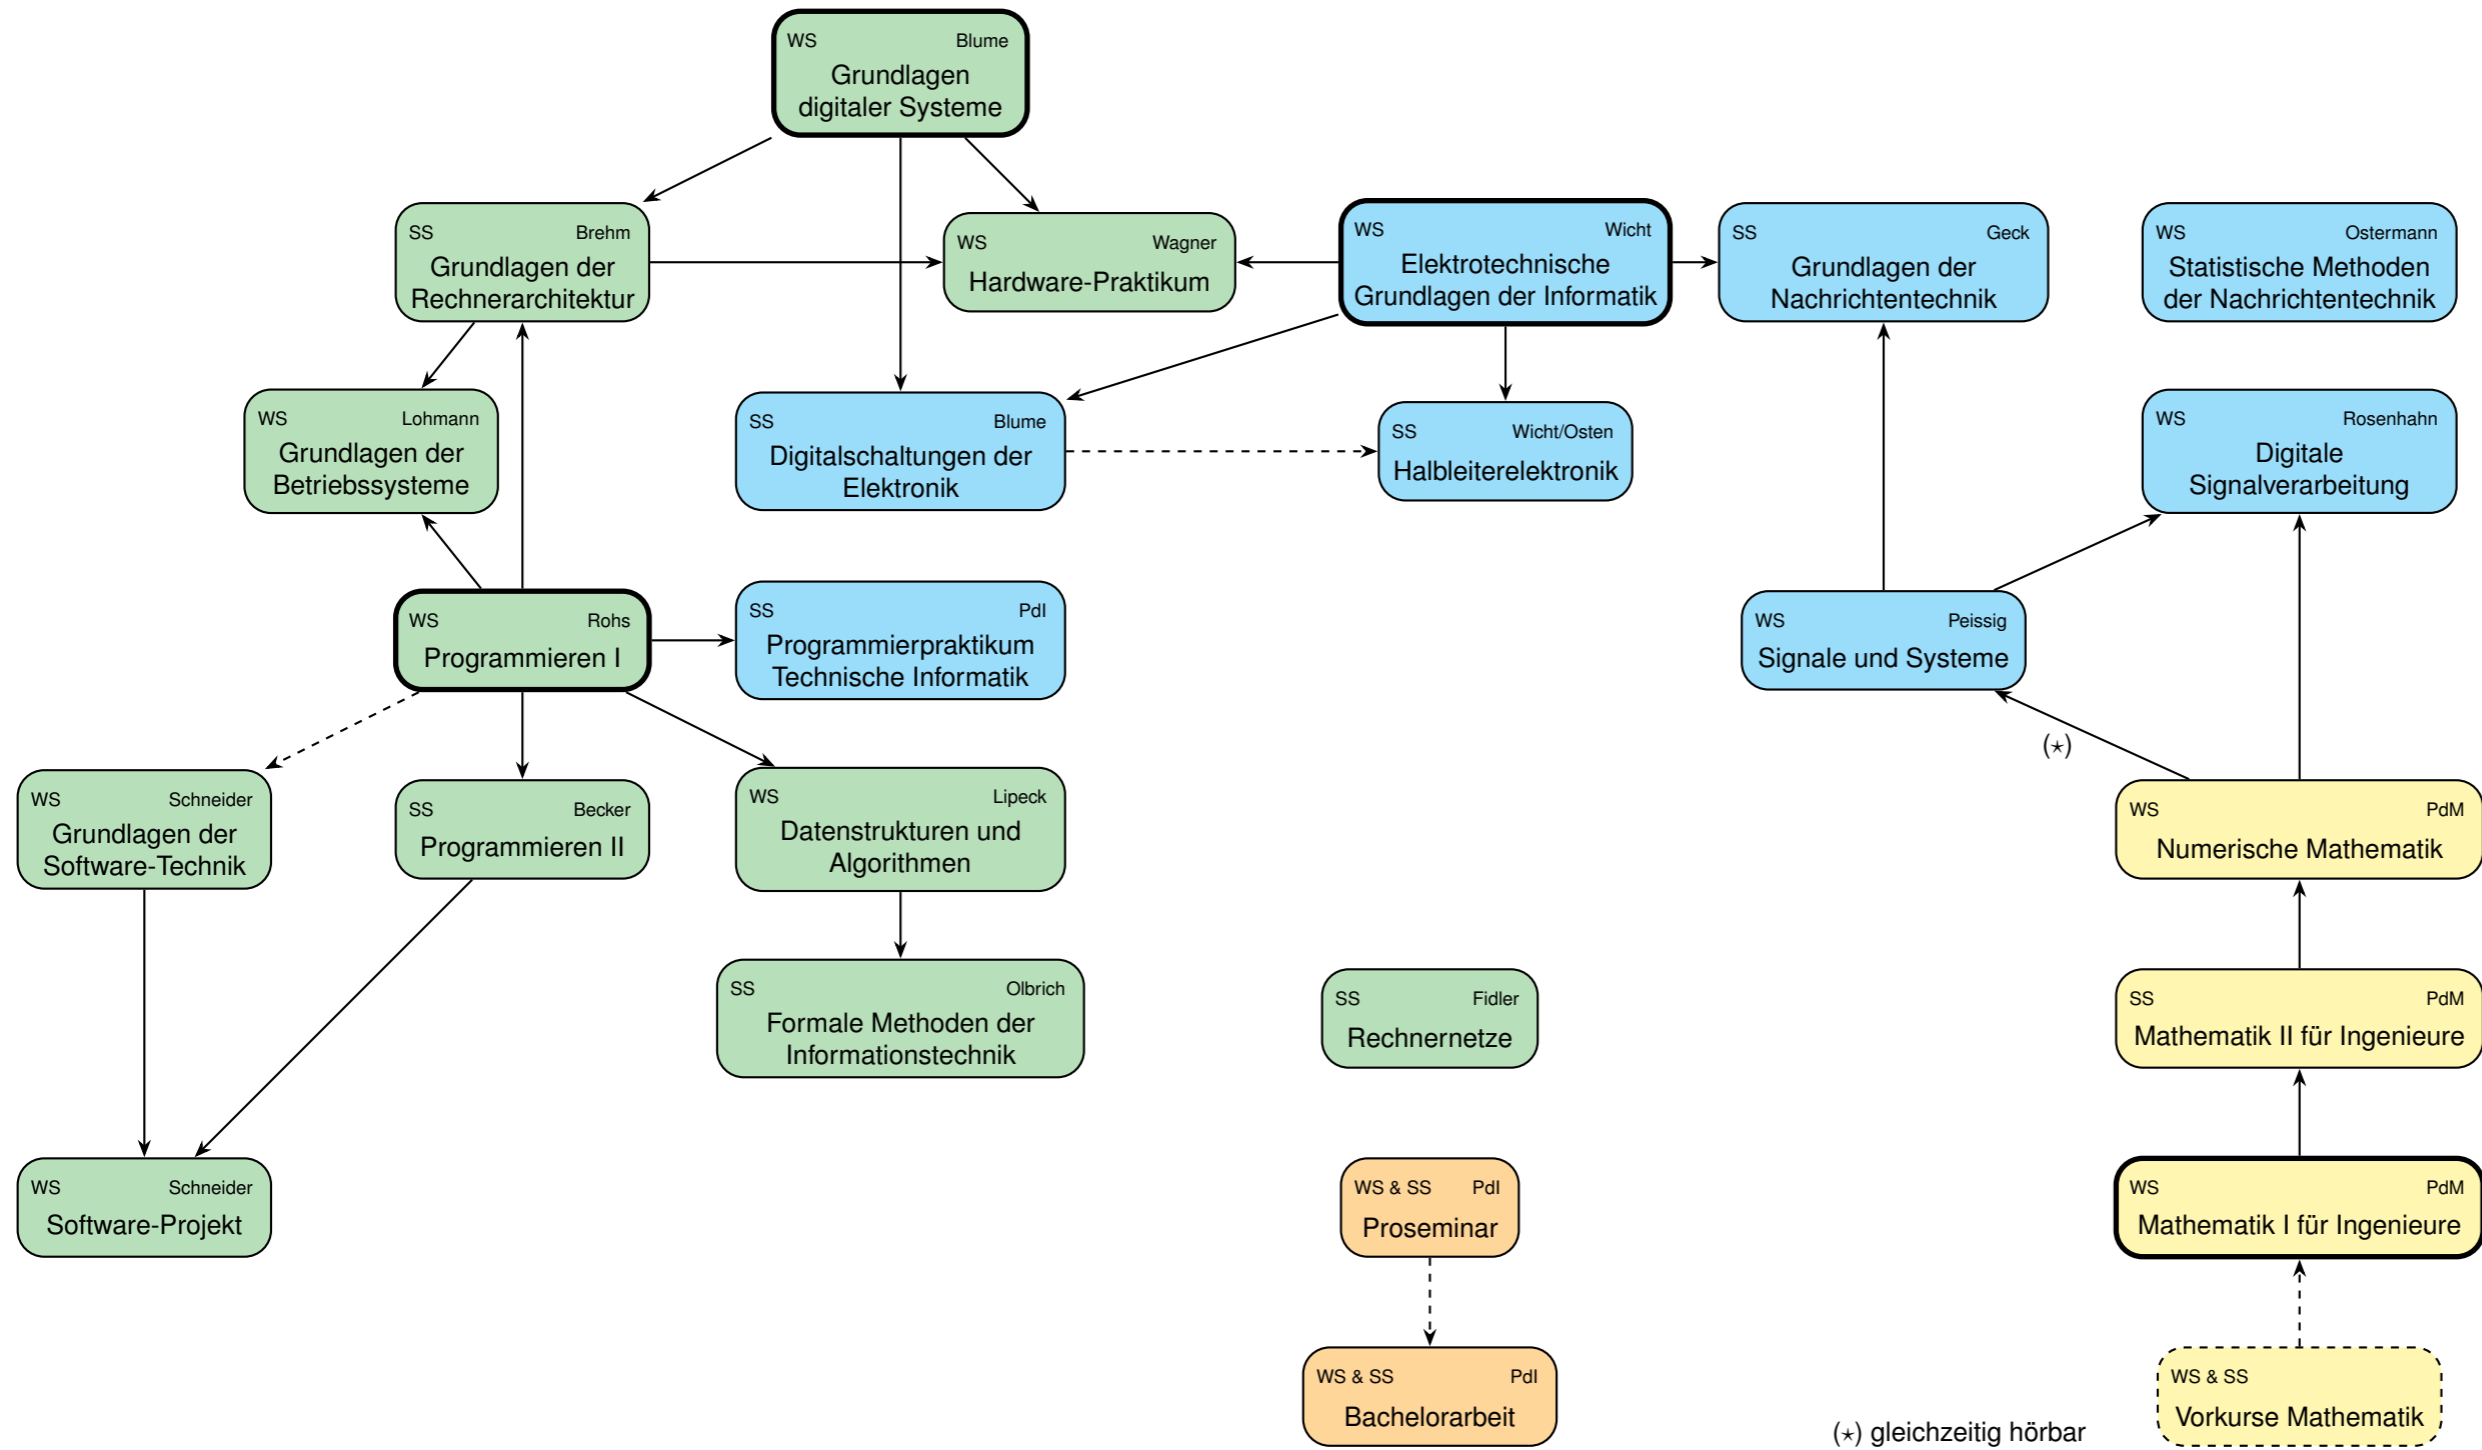 WS Blume
Grundlagen
digitaler Systeme
SS Brehm
Grundlagen der
Rechnerarchitektur
WS Wagner
Hardware-Praktikum
WS Wicht
Elektrotechnische
Grundlagen der Informatik
SS Geck
Grundlagen der
Nachrichtentechnik
WS Ostermann
Statistische Methoden
der Nachrichtentechnik
WS Lohmann
Grundlagen der
Betriebssysteme
SS Blume
Digitalschaltungen der
Elektronik
SS Wicht/Osten
Halbleiterelektronik
WS Rosenhahn
Digitale
Signalverarbeitung
WS Rohs
Programmieren I
SS PdI
Programmierpraktikum
Technische Informatik
WS Peissig
Signale und Systeme
(⋆)
WS Schneider
Grundlagen der
Software-Technik
SS Becker
Programmieren II
WS Lipeck
Datenstrukturen und
Algorithmen
WS PdM
Numerische Mathematik
SS Olbrich
Formale Methoden der
Informationstechnik
SS Fidler
Rechnernetze
SS PdM
Mathematik II für Ingenieure
WS Schneider
Software-Projekt
WS & SS PdI
Proseminar
WS PdM
Mathematik I für Ingenieure
WS & SS PdI
Bachelorarbeit
WS & SS
Vorkurse Mathematik
(⋆) gleichzeitig hörbar